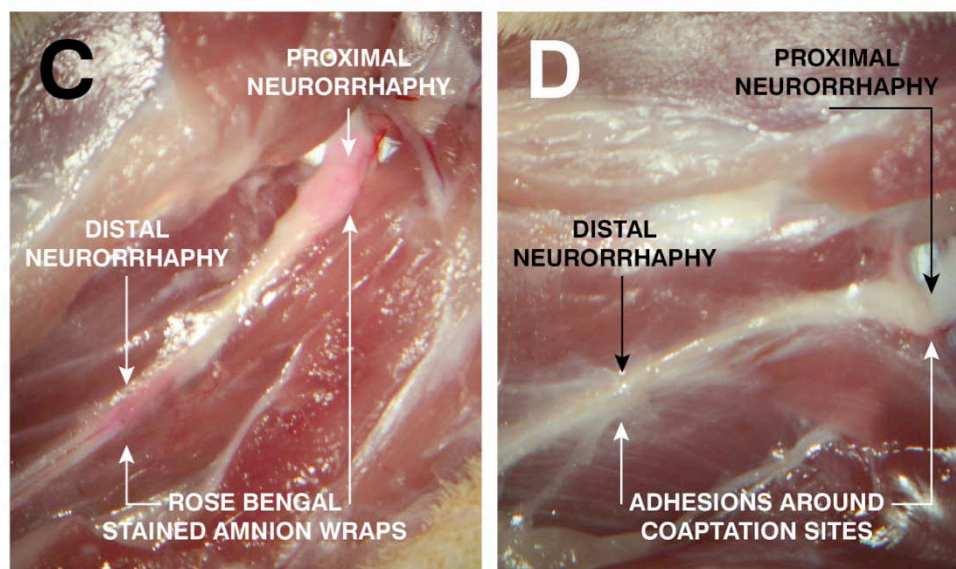 C
PROXIMAL
NEURORRHAPHY
DISTAL
NEURORRHAPHY
ROSE BENGAL
STAINED AMNION WRAPS
D
PROXIMAL
NEURORRHAPHY
DISTAL
NEURORRHAPHY
ADHESIONS AROUND
COAPTATION SITES